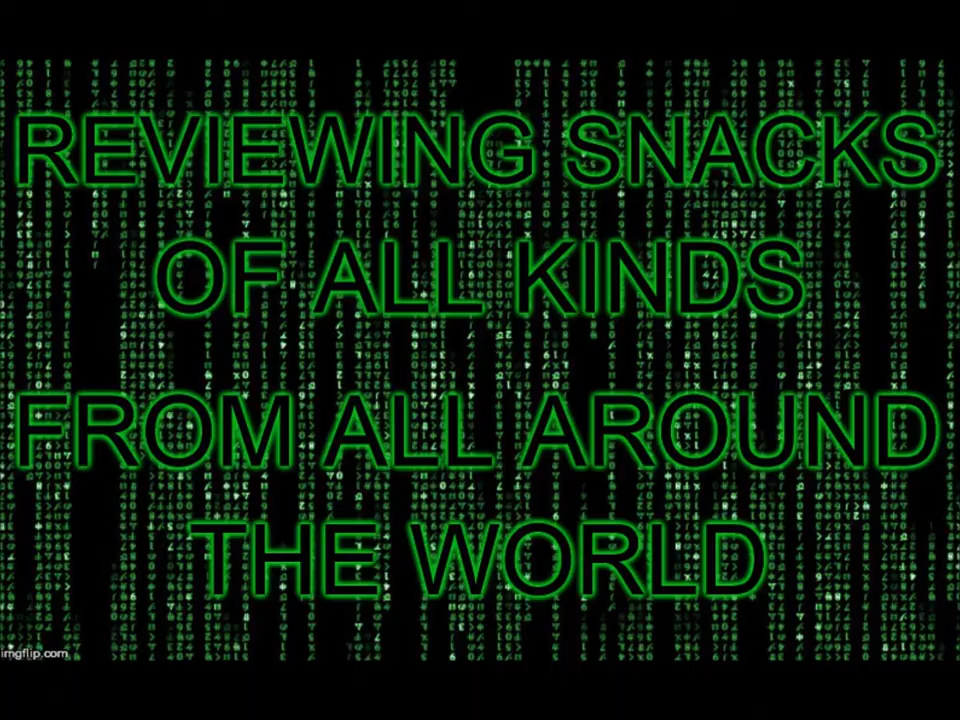 REVIEWING SNACKS
OF ALL KINDS
FROM ALL AROUND
THE WORLD
imgflip.com